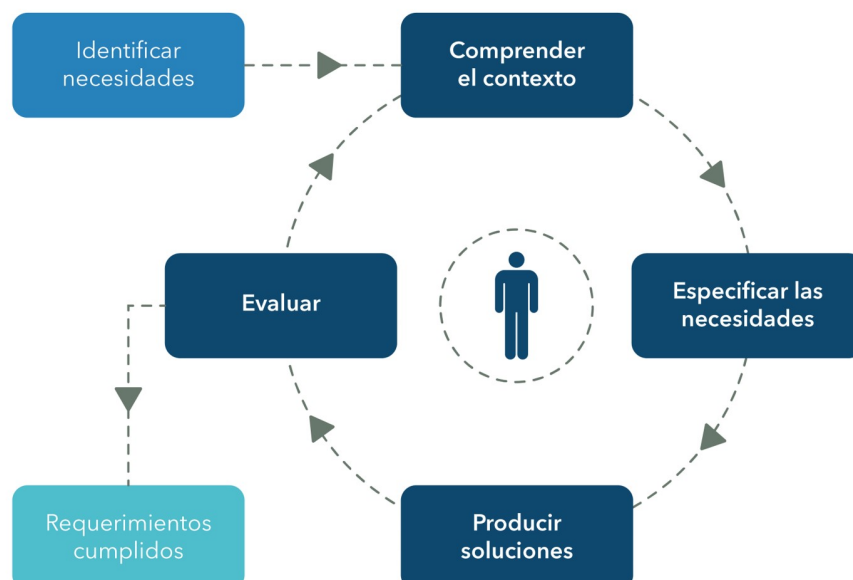 Identificar
necesidades
Comprender
el contexto
Evaluar
Especificar las
necesidades
Requerimientos
cumplidos
Producir
soluciones